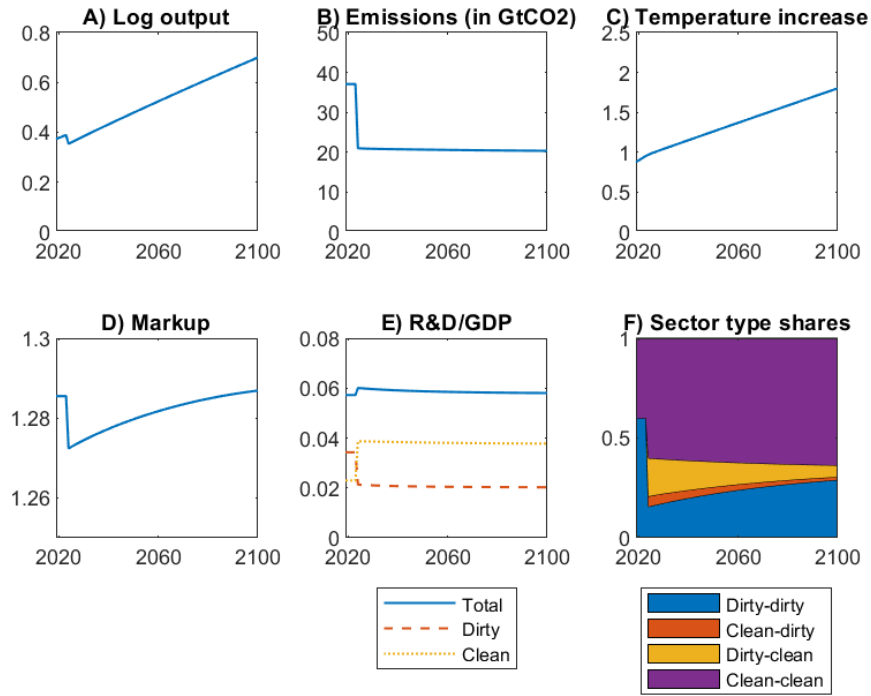 A) Log output
0.8
0.6
0.4
0.2
0
2020 2060 2100
B) Emissions (in GtCO2)
50
40
30
20
10
0
2020 2060 2100
C) Temperature increase
2.5
2
1.5
1
0.5
0
2020 2060 2100
D) Markup
1.3
1.28
1.26
2020 2060 2100
E) R&D/GDP
0.08
0.06
0.04
0.02
0
2020 2060 2100
Total
Dirty
Clean
F) Sector type shares
1
0.5
0
2020 2060 2100
Dirty-dirty
Clean-dirty
Dirty-clean
Clean-clean